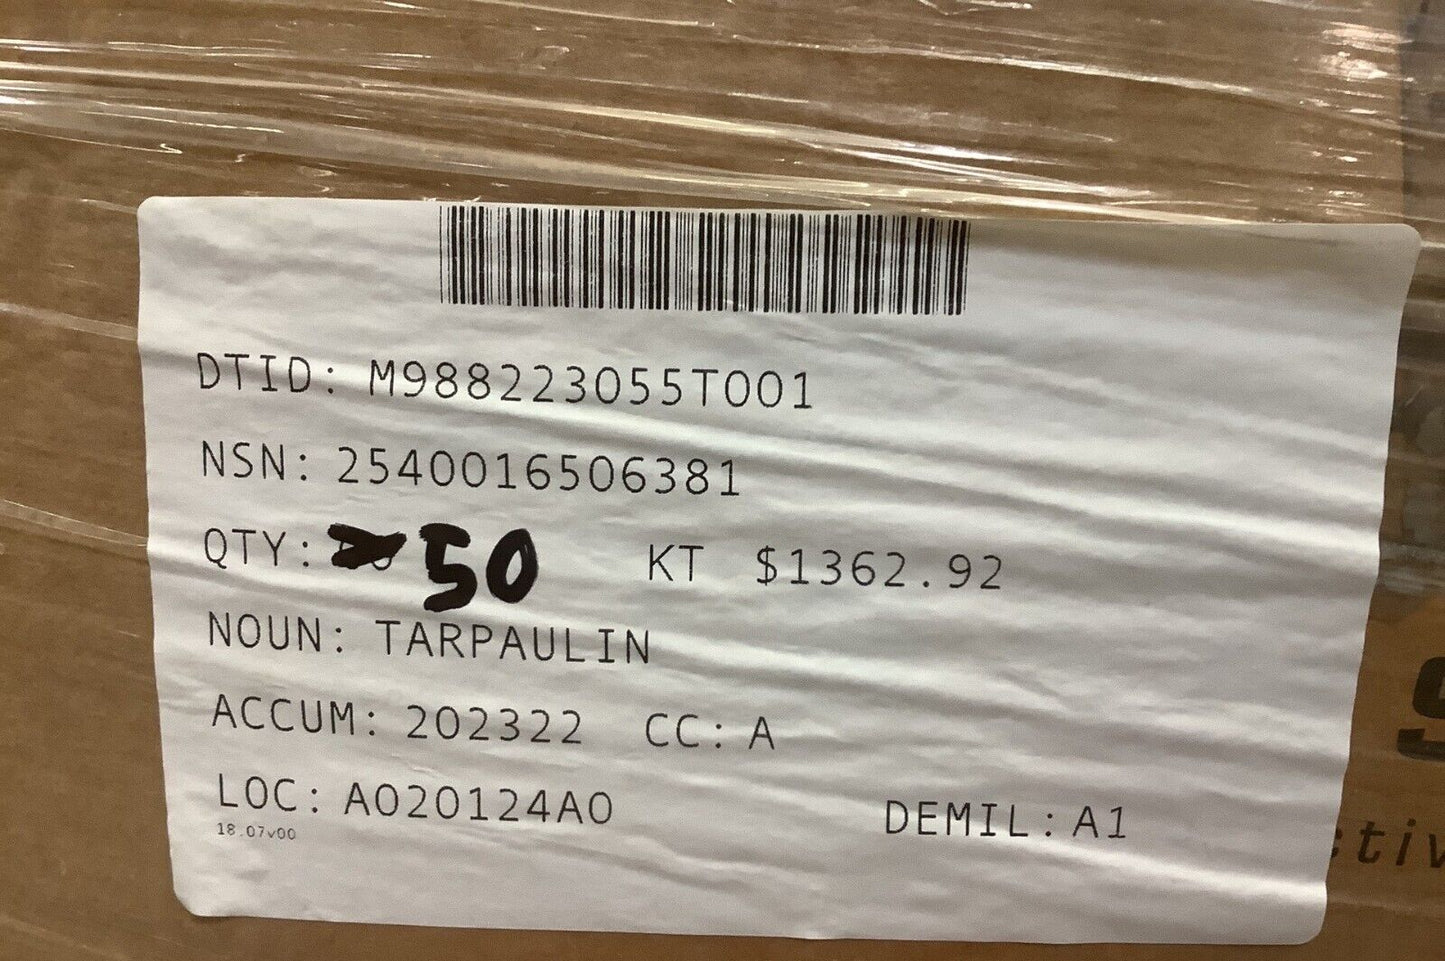 DTID: M988223055T001
NSN: 2540016506381
QTY: 50 KT $1362.92
NOUN: TARPAULIN
ACCUM: 202322 CC: A
LOC: A020124A0 DEMIL: A1
18.07v00